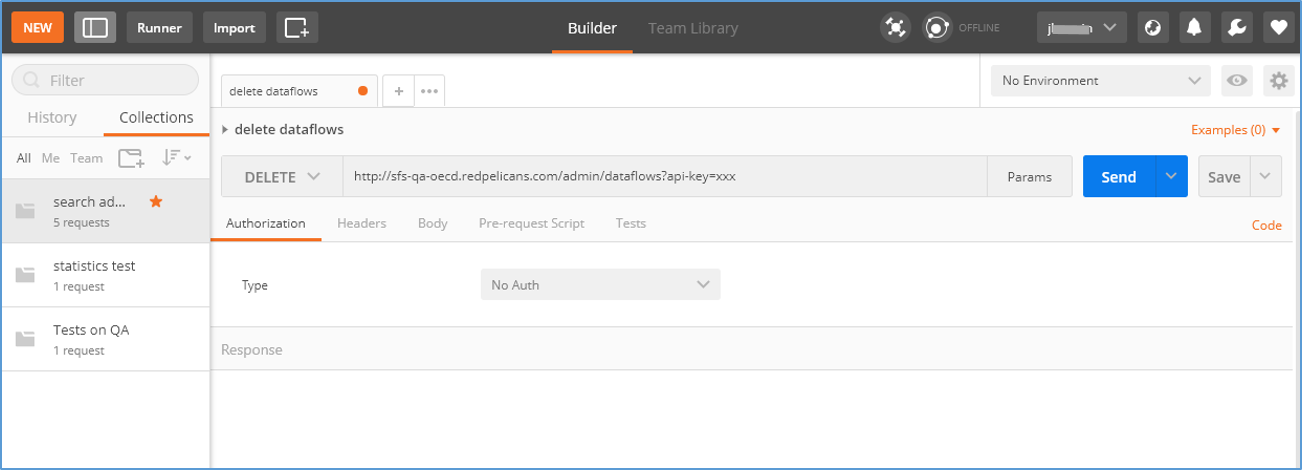 NEW Runner Import Builder Team Library OFFLINE
Filter
delete dataflows + ••• No Environment
History Collections
delete dataflows Examples (0)
All Me Team
DELETE http://sfs-qa-oecd.redpelicans.com/admin/dataflows?api-key=xxx Params Send Save
search ad...
5 requests
Authorization Headers Body Pre-request Script Tests Code
statistics test
1 request
Type No Auth
Tests on QA
1 request
Response